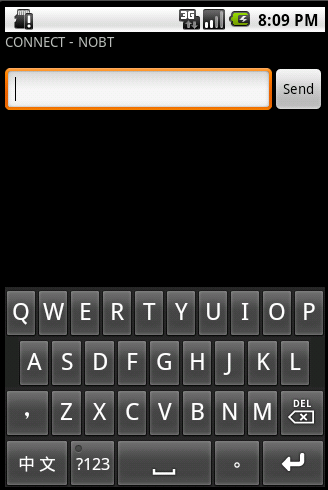 3G 8:09 PM
CONNECT - NOBT
Send
Q W E R T Y U I O P
A S D F G H J K L
， Z X C V B N M DEL
中文 ?123 。